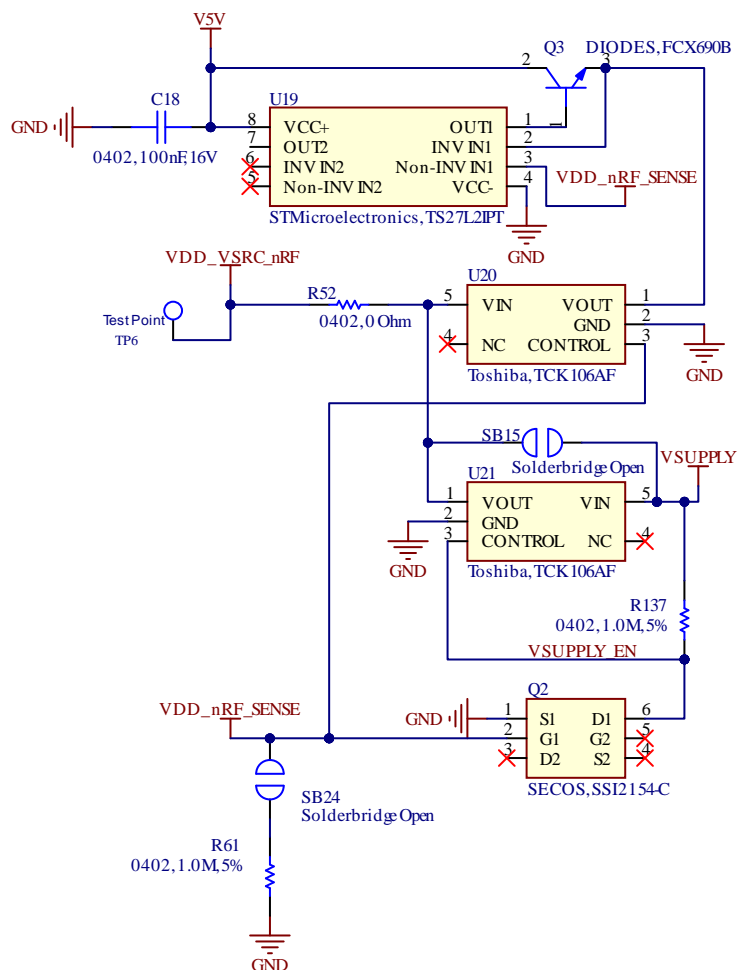 V5V
Q3
DIODES, FCX690B
2
3
1
C18
GND
0402, 100nF, 16V
U19
8 VCC+ OUT1 1
7 OUT2 INVIN1 2
6 INVIN2 Non-INVIN1 3
5 Non-INVIN2 VCC- 4
STMicroelectronics, TS27L2IPT
VDD_nRF_SENSE
GND
VDD_VSRC_nRF
Test Point
TP6
R52
0402, 0 Ohm
U20
5 VIN VOUT 1
GND 2
4 NC CONTROL 3
Toshiba, TCK106AF
GND
SB15
Solderbridge Open
VSUPPLY
U21
1 VOUT VIN 5
2 GND
3 CONTROL NC 4
Toshiba, TCK106AF
GND
R137
0402, 1.0M, 5%
VSUPPLY_EN
Q2
GND
1 S1 D1 6
2 G1 G2 5
3 D2 S2 4
SECOS, SSI2154-C
VDD_nRF_SENSE
SB24
Solderbridge Open
R61
0402, 1.0M, 5%
GND